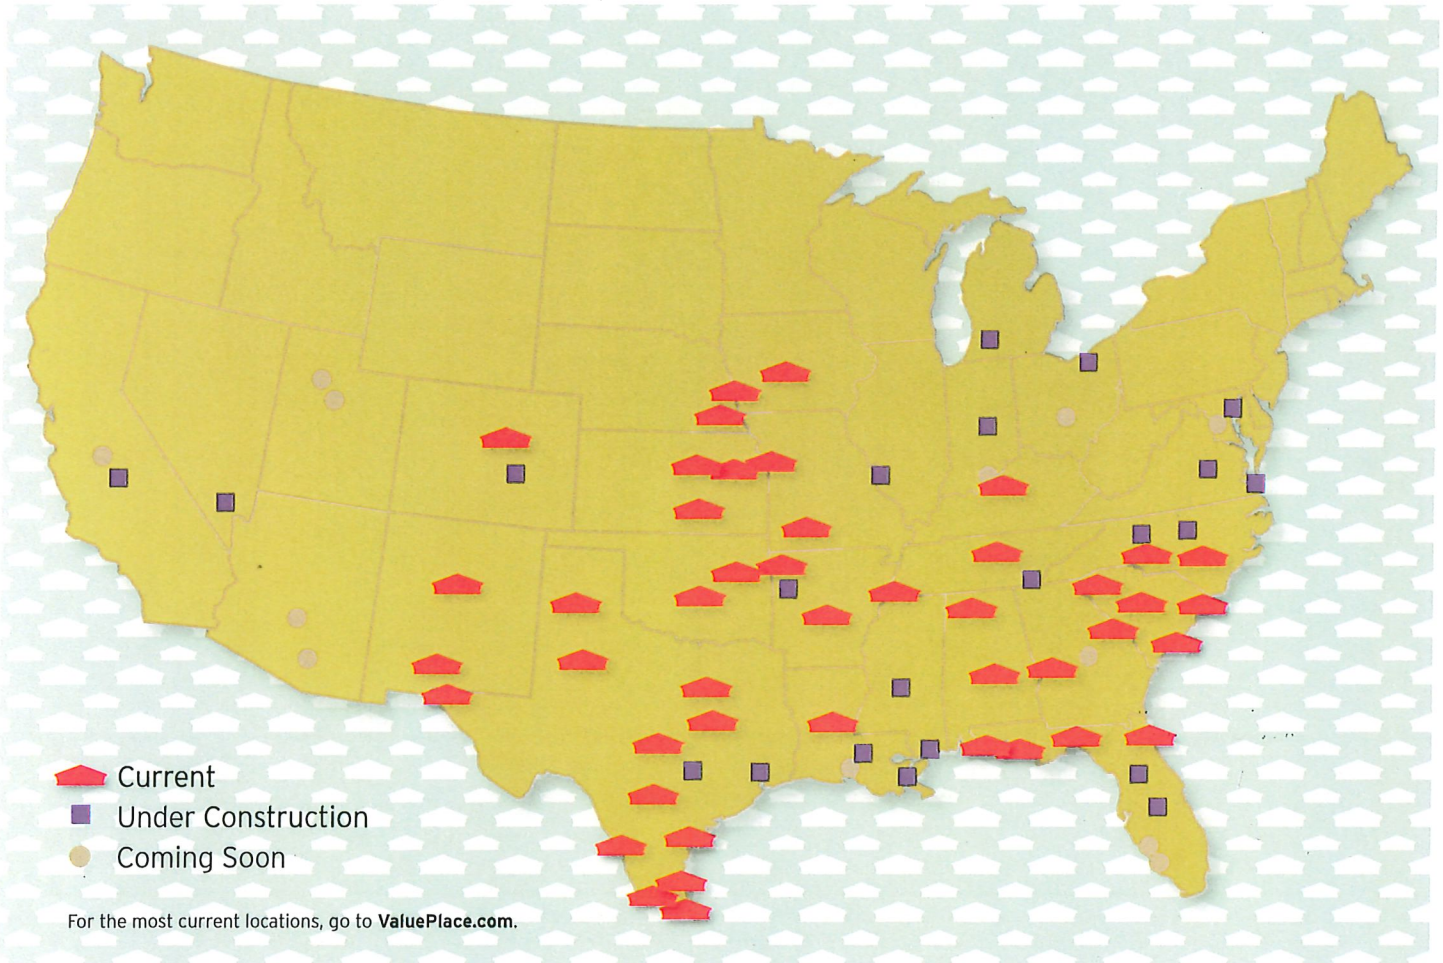 Current
Under Construction
Coming Soon
For the most current locations, go to ValuePlace.com.